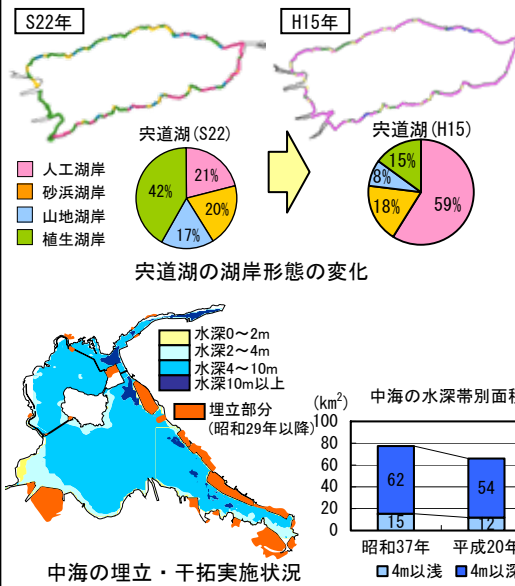 S22年
H15年
宍道湖(S22)
宍道湖(H15)
人工湖岸
砂浜湖岸
山地湖岸
植生湖岸
42%
21%
20%
17%
15%
8%
18%
59%
宍道湖の湖岸形態の変化
水深0～2m
水深2～4m
水深4～10m
水深10m以上
埋立部分
(昭和29年以降)
中海の埋立・干拓実施状況
中海の水深帯別面積
(km²)
100
80
60
40
20
0
62
54
15
12
昭和37年
平成20年
4m以浅
4m以深